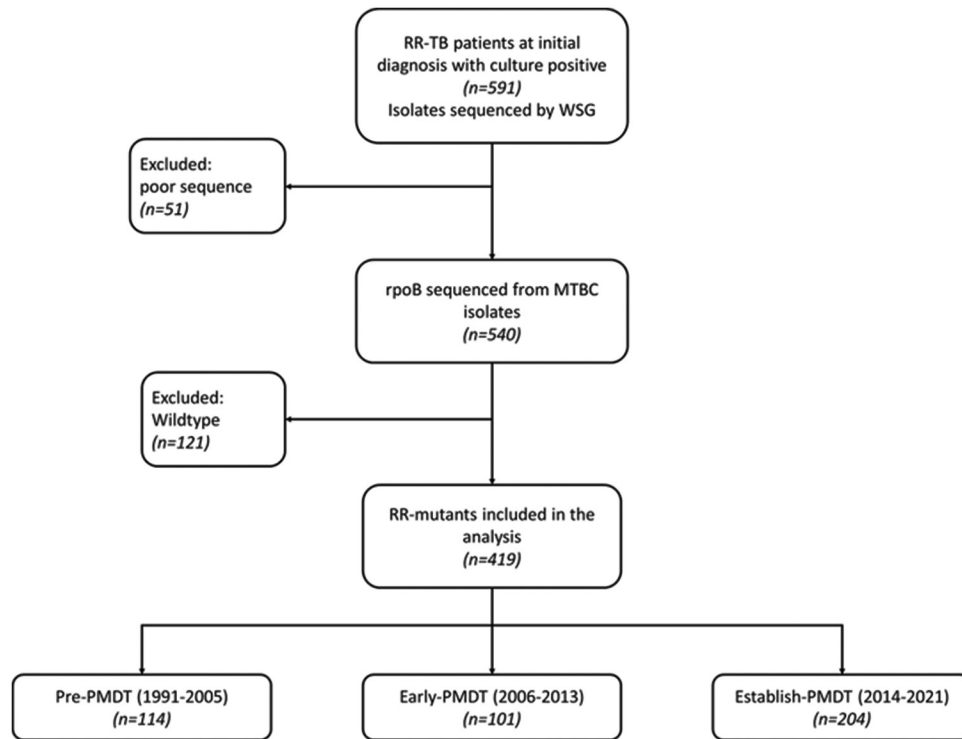 RR-TB patients at initial
diagnosis with culture positive
(n=591)
Isolates sequenced by WSG
Excluded:
poor sequence
(n=51)
rpoB sequenced from MTBC
isolates
(n=540)
Excluded:
Wildtype
(n=121)
RR-mutants included in the
analysis
(n=419)
Pre-PMDT (1991-2005)
(n=114)
Early-PMDT (2006-2013)
(n=101)
Establish-PMDT (2014-2021)
(n=204)